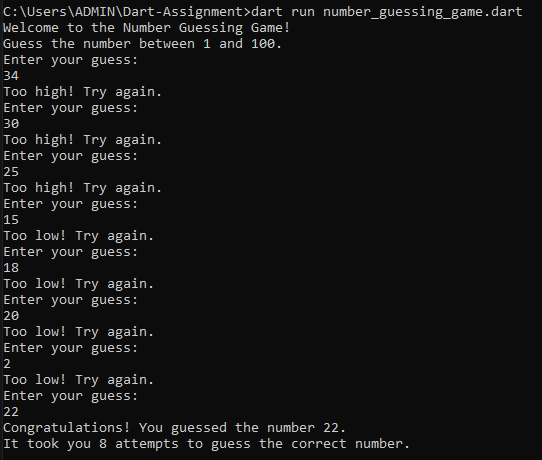 C:\Users\ADMIN\Dart-Assignment>dart run number_guessing_game.dart
Welcome to the Number Guessing Game!
Guess the number between 1 and 100.
Enter your guess:
34
Too high! Try again.
Enter your guess:
30
Too high! Try again.
Enter your guess:
25
Too high! Try again.
Enter your guess:
15
Too low! Try again.
Enter your guess:
18
Too low! Try again.
Enter your guess:
20
Too low! Try again.
Enter your guess:
2
Too low! Try again.
Enter your guess:
22
Congratulations! You guessed the number 22.
It took you 8 attempts to guess the correct number.